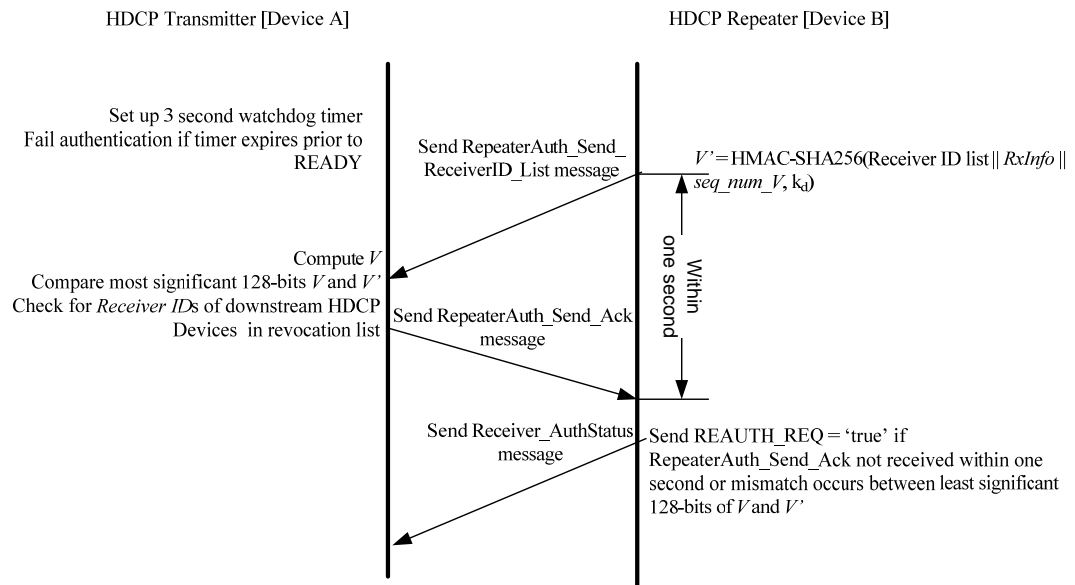 HDCP Transmitter [Device A]
HDCP Repeater [Device B]
Set up 3 second watchdog timer
Fail authentication if timer expires prior to
READY
Send RepeaterAuth_Send_
ReceiverID_List message
V’ = HMAC-SHA256(Receiver ID list || RxInfo ||
seq_num_V, kd)
Within
one second
Compute V
Compare most significant 128-bits V and V’
Check for Receiver IDs of downstream HDCP
Devices in revocation list
Send RepeaterAuth_Send_Ack
message
Send Receiver_AuthStatus
message
Send REAUTH_REQ = ‘true’ if
RepeaterAuth_Send_Ack not received within one
second or mismatch occurs between least significant
128-bits of V and V’